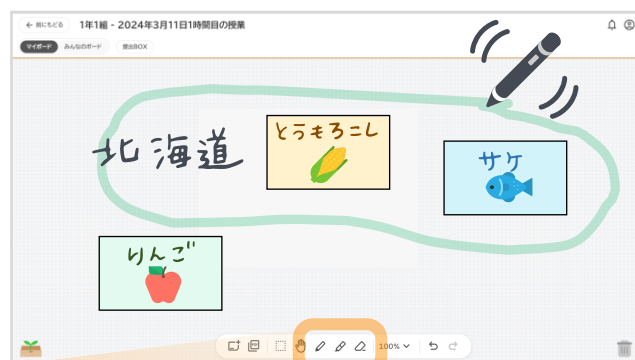 ← 前にもどる 1年1組 - 2024年3月11日1時間目の授業
マイボード みんなのボード 提出BOX
とうもろこし
北海道
サケ
りんご
100%